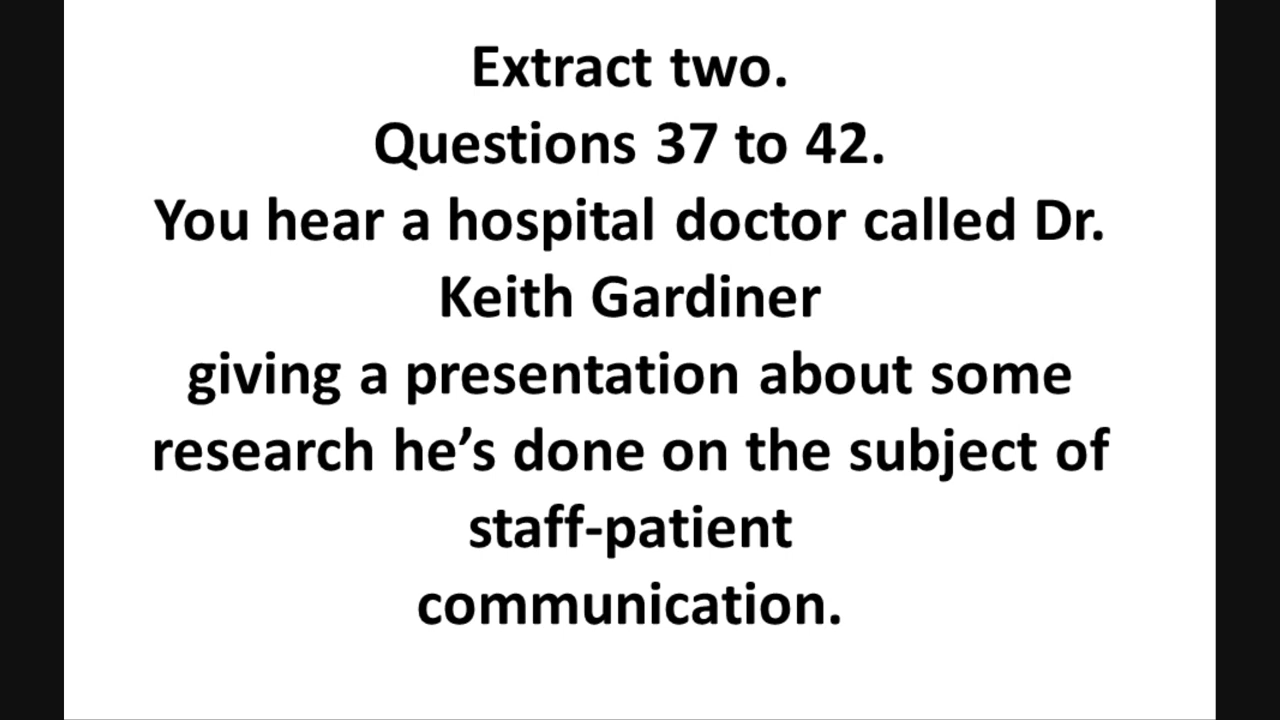 Extract two.
Questions 37 to 42.
You hear a hospital doctor called Dr.
Keith Gardiner
giving a presentation about some
research he’s done on the subject of
staff-patient
communication.